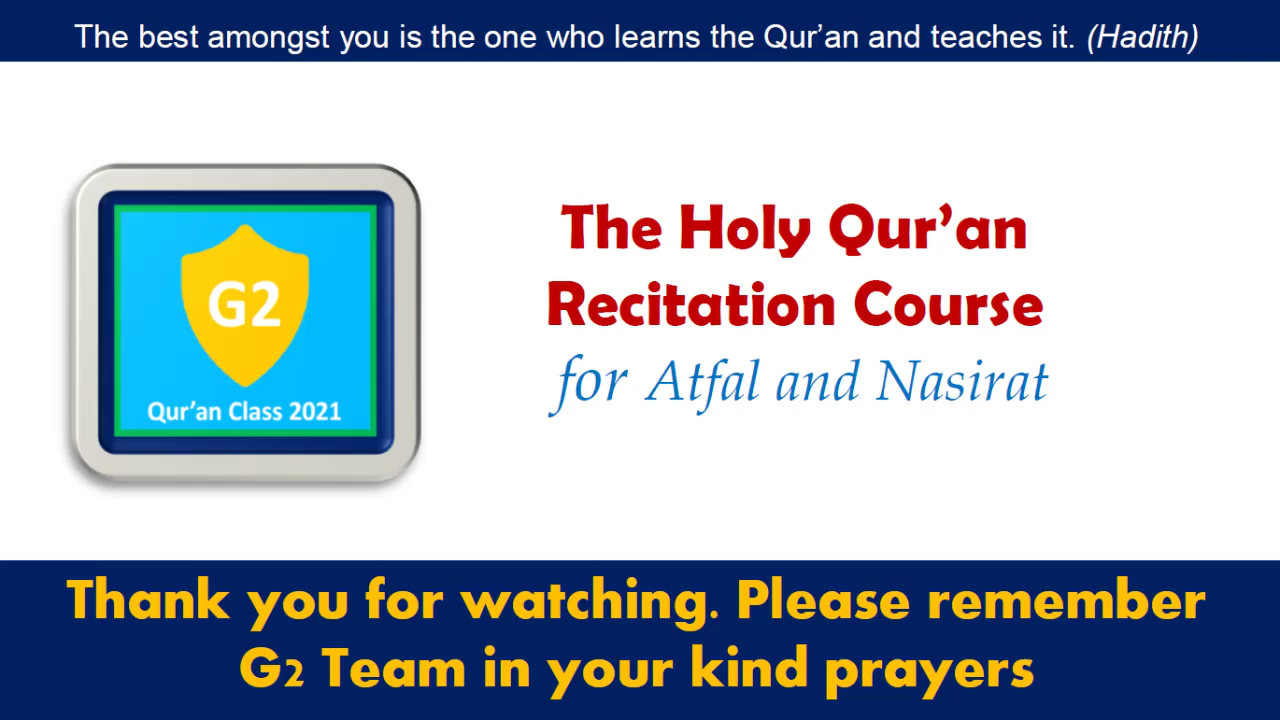 The best amongst you is the one who learns the Qur’an and teaches it. (Hadith)
G2
Qur’an Class 2021
The Holy Qur’an
Recitation Course
for Atfal and Nasirat
Thank you for watching. Please remember
G2 Team in your kind prayers